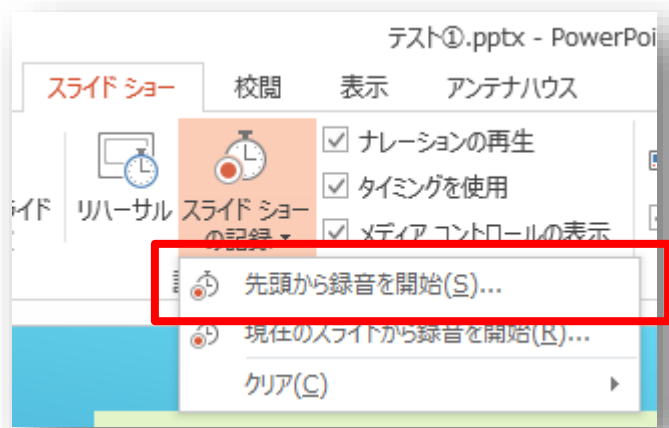 テスト①.pptx - PowerPoi
スライド ショー 校閲 表示 アンテナハウス
リハーサル
スライド ショー
の記録
ナレーションの再生
タイミングを使用
メディア コントロールの表示
イド
先頭から録音を開始(S)...
現在のスライドから録音を開始(R)...
クリア(C)